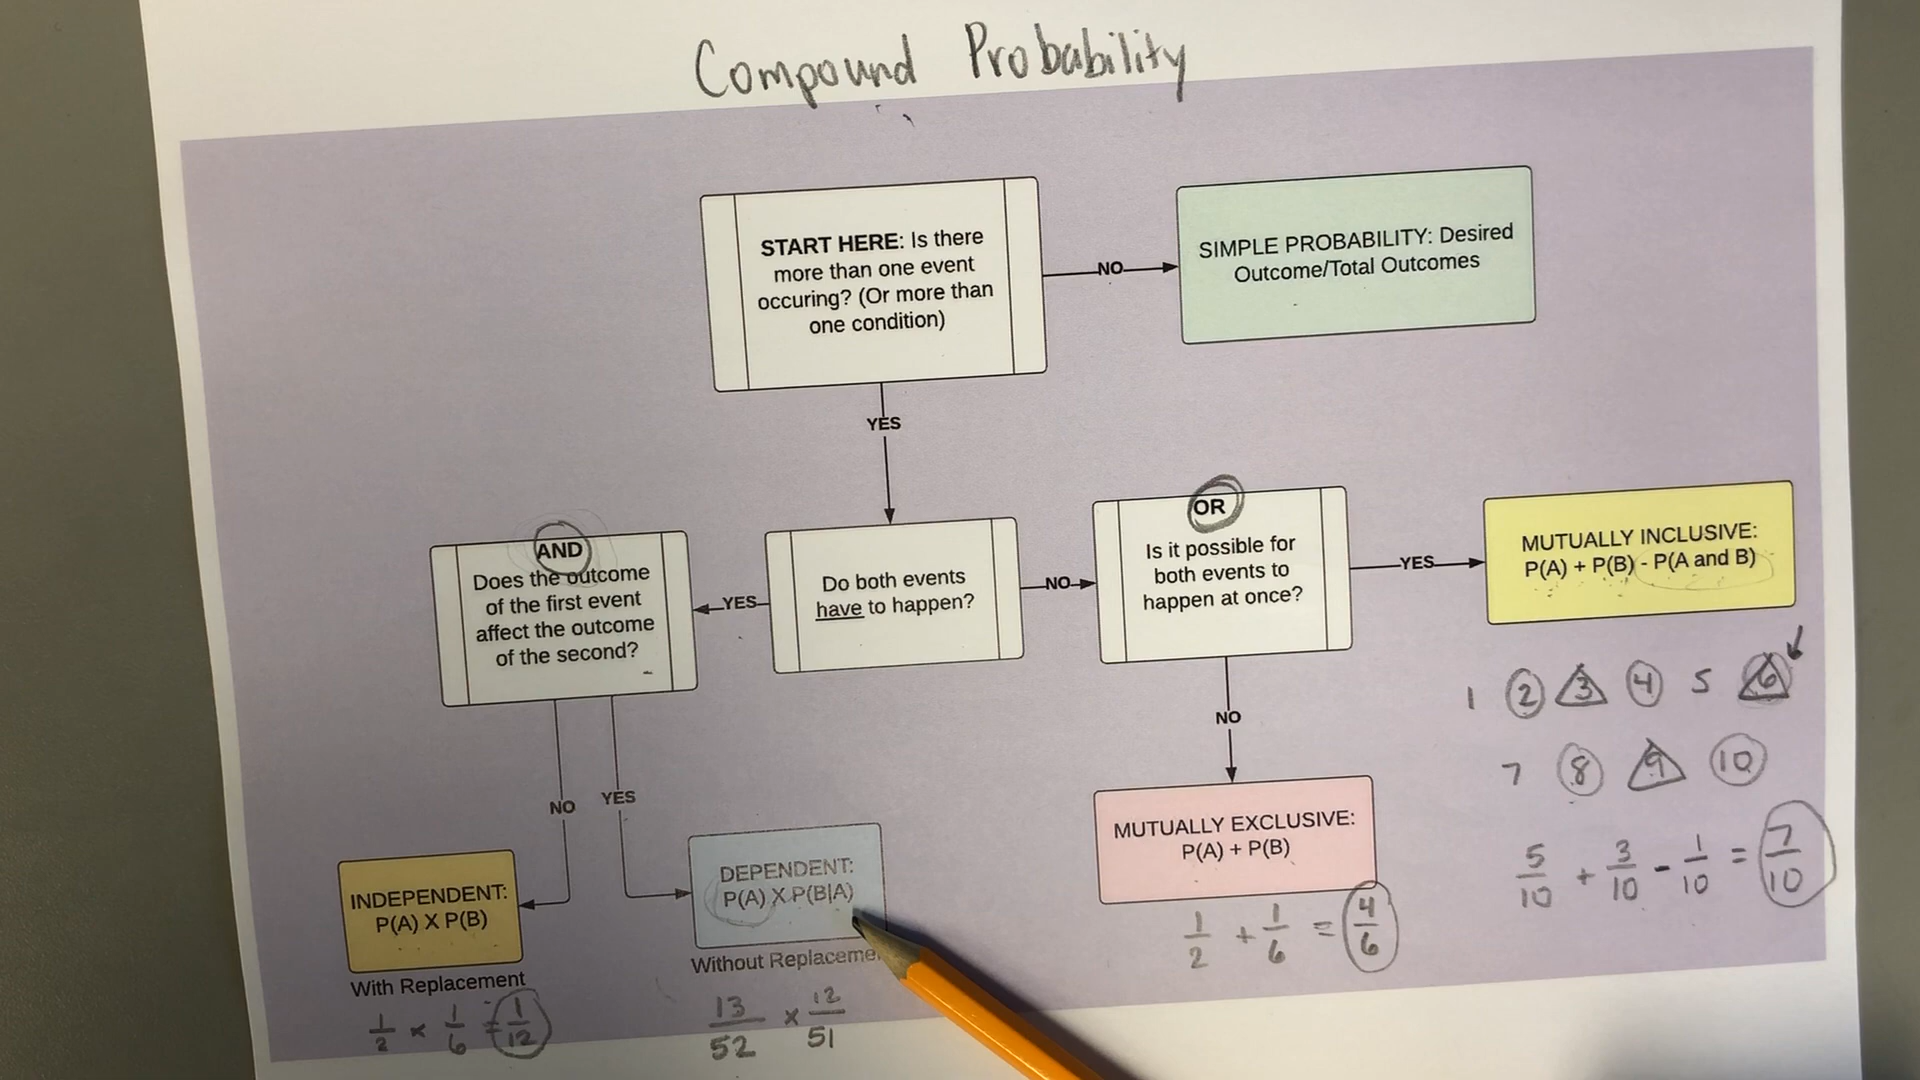 Compound Probability
START HERE: Is there
more than one event
occuring? (Or more than
one condition)
NO
SIMPLE PROBABILITY: Desired
Outcome/Total Outcomes
YES
AND
Does the outcome
of the first event
affect the outcome
of the second?
YES
Do both events
have to happen?
NO
OR
Is it possible for
both events to
happen at once?
YES
MUTUALLY INCLUSIVE:
P(A) + P(B) - P(A and B)
1 2 3 4 5 6
7 8 9 10
5/10 + 3/10 - 1/10 = 7/10
NO
MUTUALLY EXCLUSIVE:
P(A) + P(B)
1/2 + 1/6 = 4/6
NO
YES
INDEPENDENT:
P(A) X P(B)
With Replacement
1/2 x 1/6 = 1/12
DEPENDENT:
P(A) X P(B|A)
Without
13/52 x 12/51